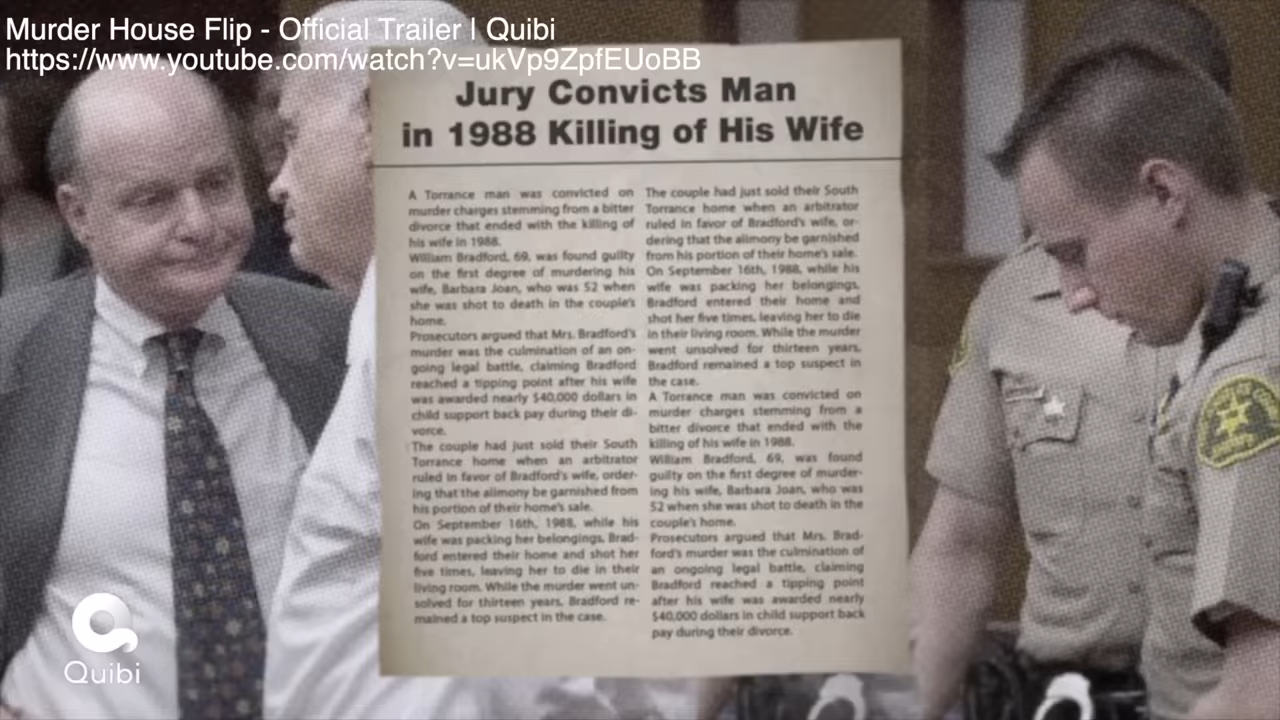 Murder House Flip - Official Trailer | Quibi
https://www.youtube.com/watch?v=ukVp9ZpfEUoBB
Jury Convicts Man
in 1988 Killing of His Wife
A Torrance man was convicted on
murder charges stemming from a bitter
divorce that ended with the killing of
his wife in 1988.
William Bradford, 69, was found guilty
on the first degree of murdering his
wife, Barbara Joan, who was 52 when
she was shot to death in the couple's
home.
Prosecutors argued that Mrs. Bradford's
murder was the culmination of an on-
going legal battle, claiming Bradford
reached a tipping point after his wife
was awarded nearly $40,000 dollars in
child support back pay during their di-
vorce.
The couple had just sold their South
Torrance home when an arbitrator
ruled in favor of Bradford's wife, order-
ing that the alimony be garnished from
his portion of their home's sale.
On September 16th, 1988, while his
wife was packing her belongings, Brad-
ford entered their home and shot her
five times, leaving her to die in their
living room. While the murder went un-
solved for thirteen years, Bradford re-
mained a top suspect in the case.
The couple had just sold their South
Torrance home when an arbitrator
ruled in favor of Bradford's wife, or-
dering that the alimony be garnished
from his portion of their home's sale.
On September 16th, 1988, while his
wife was packing her belongings,
Bradford entered their home and
shot her five times, leaving her to die
in their living room. While the murder
went unsolved for thirteen years,
Bradford remained a top suspect in
the case.
A Torrance man was convicted on
murder charges stemming from a
bitter divorce that ended with the
killing of his wife in 1988.
William Bradford, 69, was found
guilty on the first degree of murder-
ing his wife, Barbara Joan, who was
52 when she was shot to death in the
couple's home.
Prosecutors argued that Mrs. Brad-
ford's murder was the culmination of
an ongoing legal battle, claiming
Bradford reached a tipping point
after his wife was awarded nearly
$40,000 dollars in child support back
pay during their divorce.
Quibi